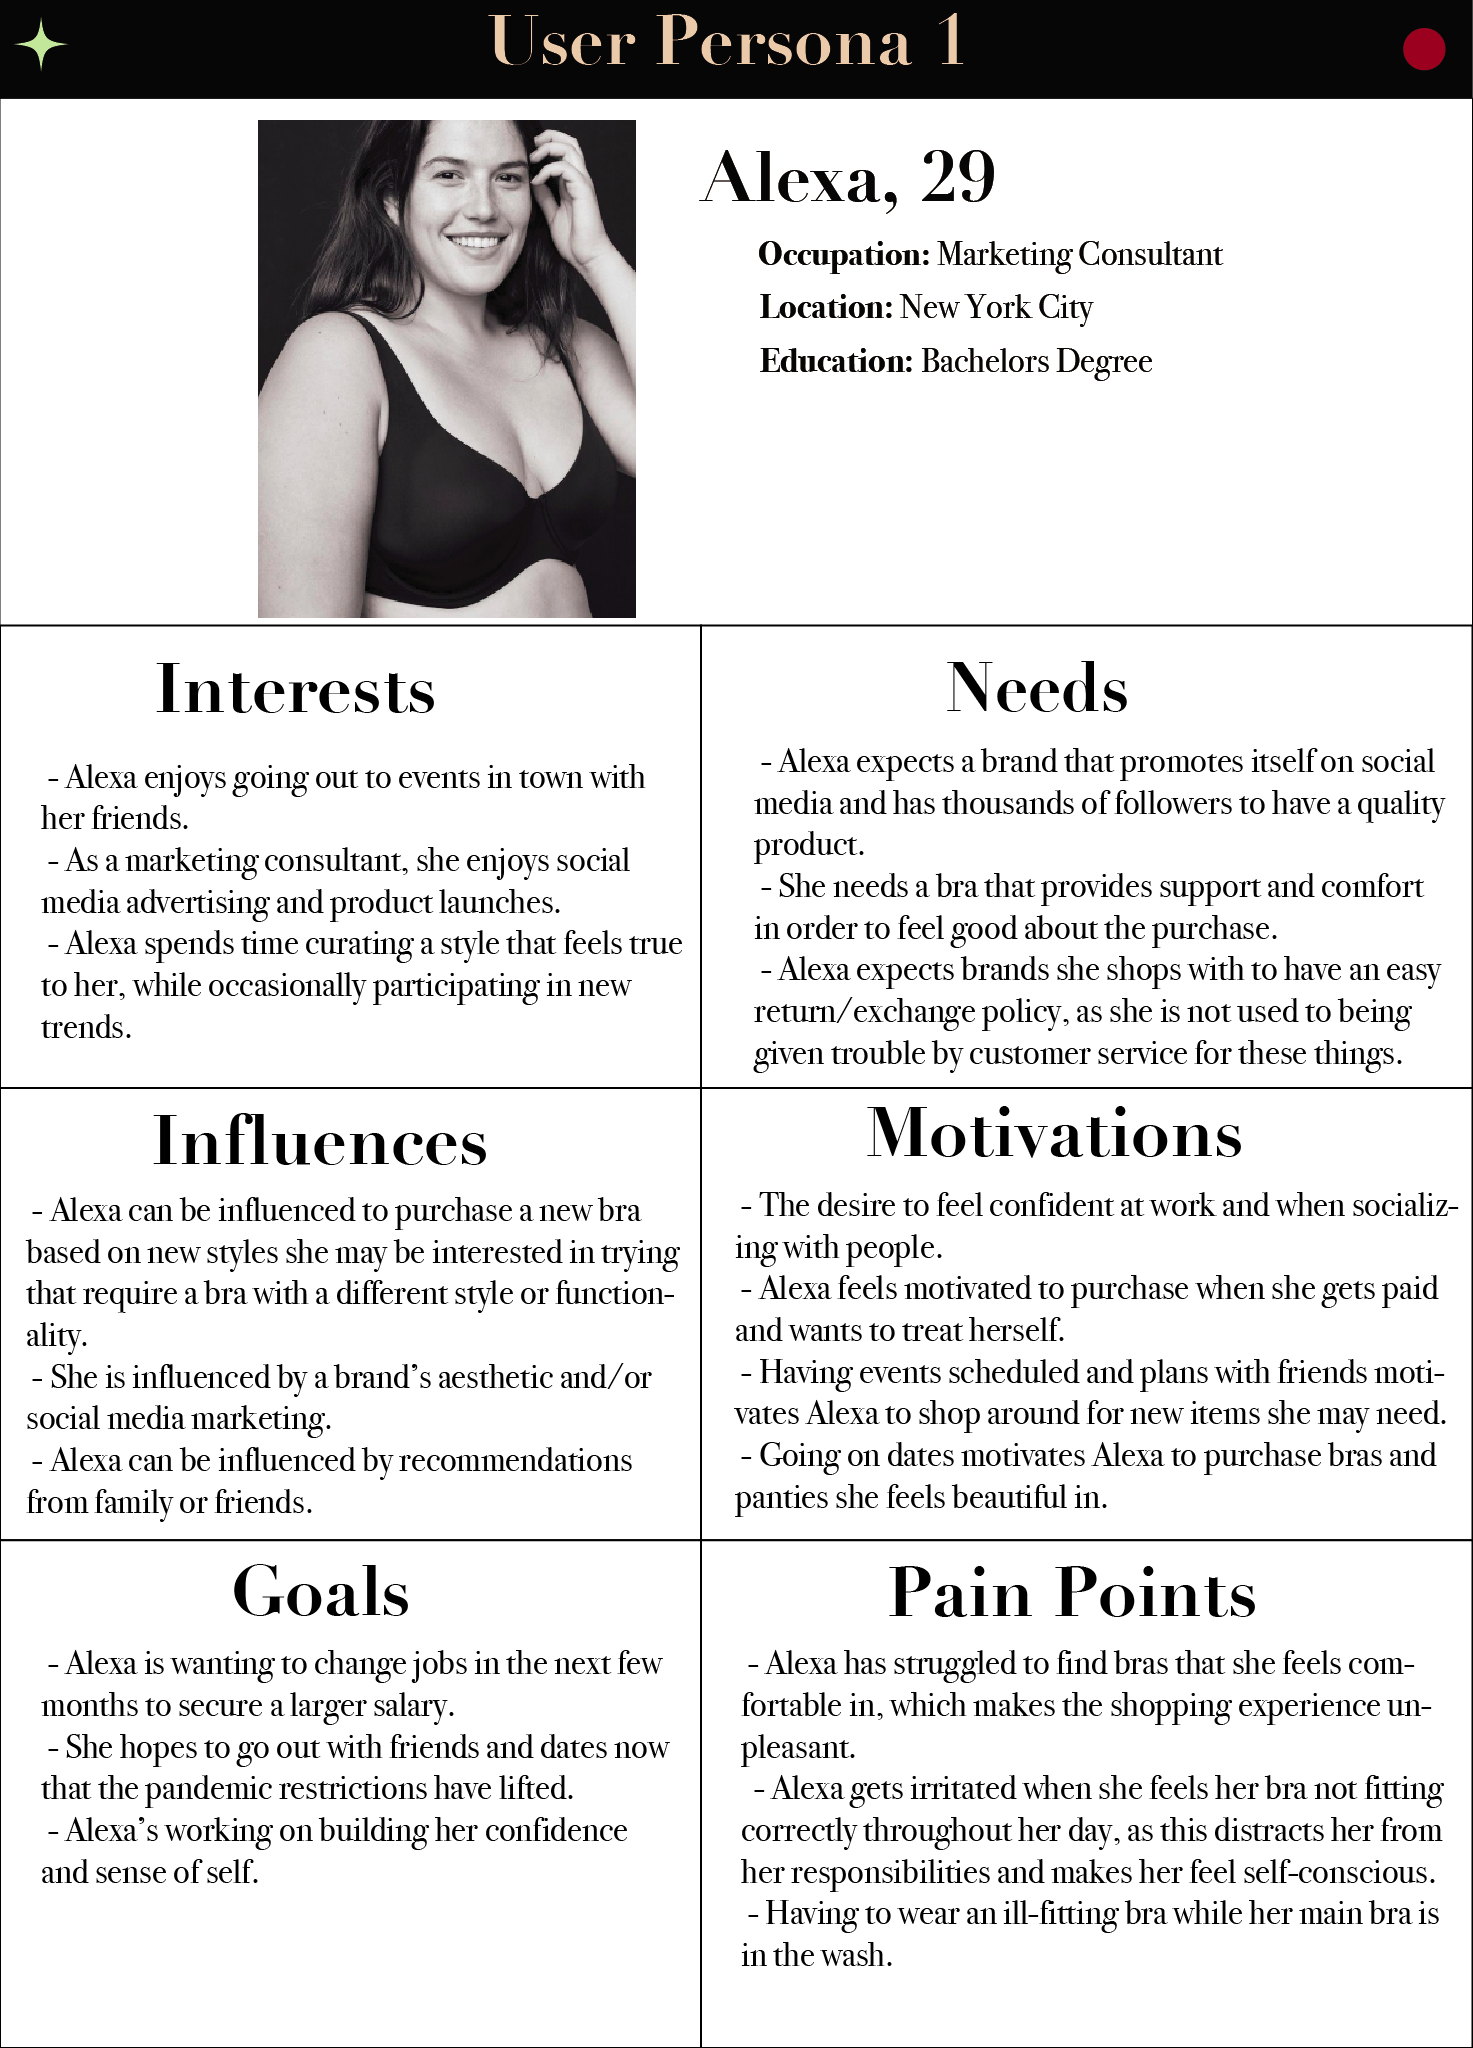 User Persona 1
Alexa, 29
Occupation: Marketing Consultant
Location: New York City
Education: Bachelors Degree
Interests
- Alexa enjoys going out to events in town with
her friends.
- As a marketing consultant, she enjoys social
media advertising and product launches.
- Alexa spends time curating a style that feels true
to her, while occasionally participating in new
trends.
Needs
- Alexa expects a brand that promotes itself on social
media and has thousands of followers to have a quality
product.
- She needs a bra that provides support and comfort
in order to feel good about the purchase.
- Alexa expects brands she shops with to have an easy
return/exchange policy, as she is not used to being
given trouble by customer service for these things.
Influences
- Alexa can be influenced to purchase a new bra
based on new styles she may be interested in trying
that require a bra with a different style or function-
ality.
- She is influenced by a brand’s aesthetic and/or
social media marketing.
- Alexa can be influenced by recommendations
from family or friends.
Motivations
- The desire to feel confident at work and when socializ-
ing with people.
- Alexa feels motivated to purchase when she gets paid
and wants to treat herself.
- Having events scheduled and plans with friends moti-
vates Alexa to shop around for new items she may need.
- Going on dates motivates Alexa to purchase bras and
panties she feels beautiful in.
Goals
- Alexa is wanting to change jobs in the next few
months to secure a larger salary.
- She hopes to go out with friends and dates now
that the pandemic restrictions have lifted.
- Alexa’s working on building her confidence
and sense of self.
Pain Points
- Alexa has struggled to find bras that she feels com-
fortable in, which makes the shopping experience un-
pleasant.
- Alexa gets irritated when she feels her bra not fitting
correctly throughout her day, as this distracts her from
her responsibilities and makes her feel self-conscious.
- Having to wear an ill-fitting bra while her main bra is
in the wash.